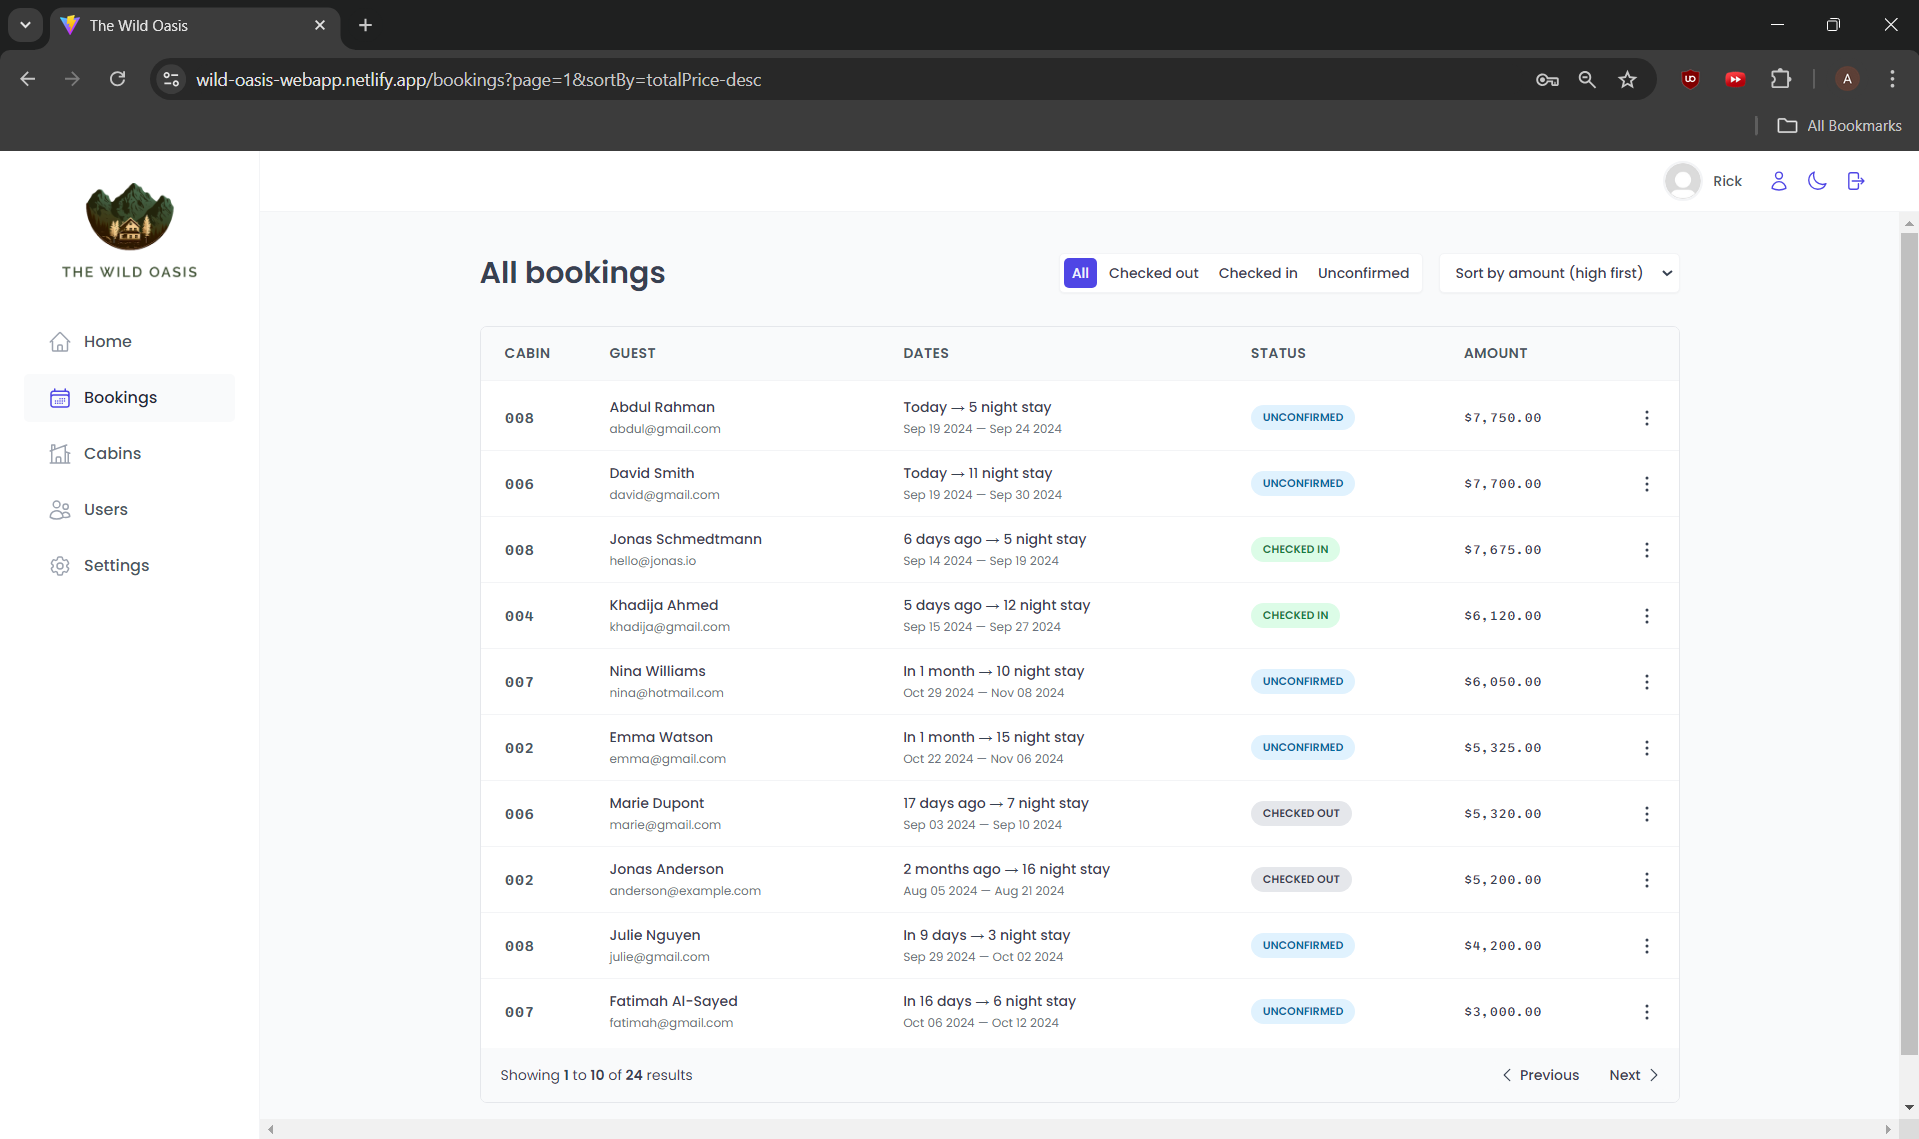 The Wild Oasis
wild-oasis-webapp.netlify.app/bookings?page=1&sortBy=totalPrice-desc
A
All Bookmarks
THE WILD OASIS
Rick
Home
Bookings
Cabins
Users
Settings
All bookings
All Checked out Checked in Unconfirmed
Sort by amount (high first)
CABIN GUEST DATES STATUS AMOUNT
008 Abdul Rahman Today → 5 night stay UNCONFIRMED $7,750.00
abdul@gmail.com Sep 19 2024 — Sep 24 2024
006 David Smith Today → 11 night stay UNCONFIRMED $7,700.00
david@gmail.com Sep 19 2024 — Sep 30 2024
008 Jonas Schmedtmann 6 days ago → 5 night stay CHECKED IN $7,675.00
hello@jonas.io Sep 14 2024 — Sep 19 2024
004 Khadija Ahmed 5 days ago → 12 night stay CHECKED IN $6,120.00
khadija@gmail.com Sep 15 2024 — Sep 27 2024
007 Nina Williams In 1 month → 10 night stay UNCONFIRMED $6,050.00
nina@hotmail.com Oct 29 2024 — Nov 08 2024
002 Emma Watson In 1 month → 15 night stay UNCONFIRMED $5,325.00
emma@gmail.com Oct 22 2024 — Nov 06 2024
006 Marie Dupont 17 days ago → 7 night stay CHECKED OUT $5,320.00
marie@gmail.com Sep 03 2024 — Sep 10 2024
002 Jonas Anderson 2 months ago → 16 night stay CHECKED OUT $5,200.00
anderson@example.com Aug 05 2024 — Aug 21 2024
008 Julie Nguyen In 9 days → 3 night stay UNCONFIRMED $4,200.00
julie@gmail.com Sep 29 2024 — Oct 02 2024
007 Fatimah Al-Sayed In 16 days → 6 night stay UNCONFIRMED $3,000.00
fatimah@gmail.com Oct 06 2024 — Oct 12 2024
Showing 1 to 10 of 24 results
Previous Next